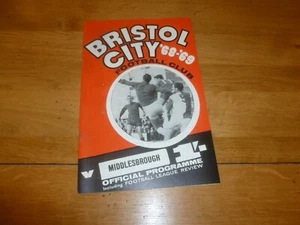 BRISTOL
CITY '68-'69
FOOTBALL CLUB
MIDDLESBROUGH 1/-
OFFICIAL PROGRAMME
including FOOTBALL LEAGUE REVIEW